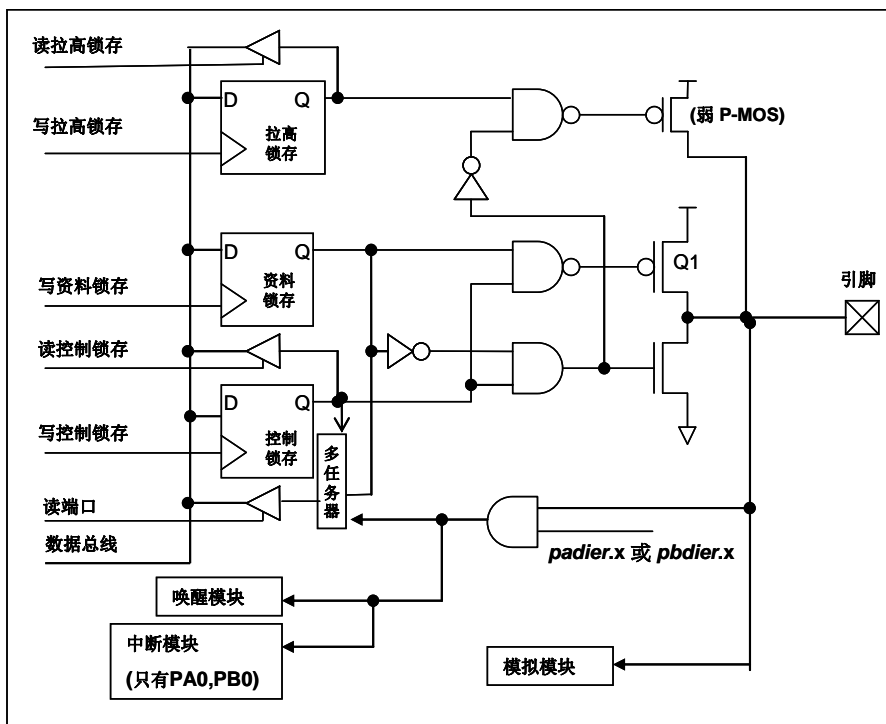 读拉高锁存
写拉高锁存
D Q
拉高
锁存
(弱 P-MOS)
写资料锁存
D Q
资料
锁存
Q1
引脚
读控制锁存
写控制锁存
D Q
控制
锁存
多任务器
读端口
数据总线
padier.x 或 pbdier.x
唤醒模块
中断模块
(只有PA0,PB0)
模拟模块